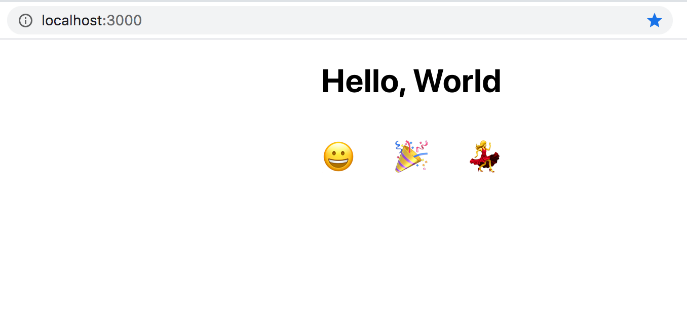 localhost:3000
Hello, World
😀 🎉 💃